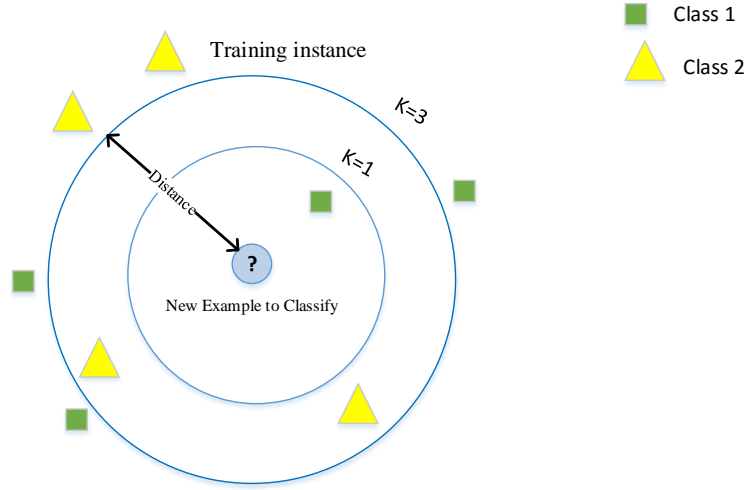 Class 1
Training instance
Class 2
K=3
K=1
Distance
?
New Example to Classify